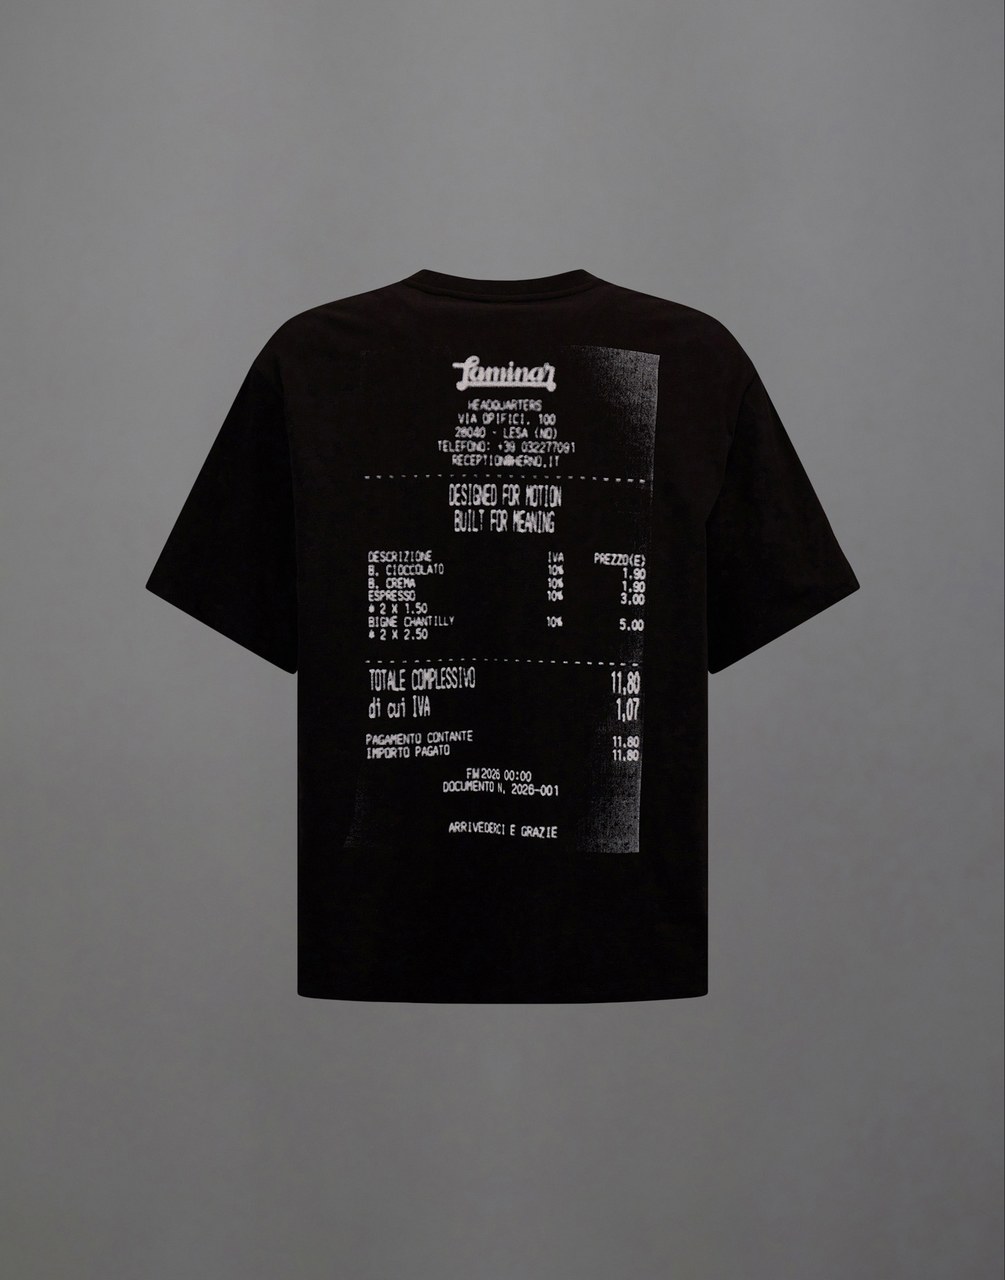 Laminar
HEADQUARTERS
VIA OPIFICI, 100
28040 - LESA (NO)
TELEFONO: +39 032277091
RECEPTION@HERNO.IT
DESIGNED FOR MOTION
BUILT FOR MEANING
DESCRIZIONE IVA PREZZO(E)
B. CIOCCOLATO 10% 1.90
B. CREMA 10% 1.90
ESPRESSO 10% 3.00
* 2 X 1.50
BIGNE CHANTILLY 10% 5.00
* 2 X 2.50
TOTALE COMPLESSIVO 11,80
di cui IVA 1,07
PAGAMENTO CONTANTE 11.80
IMPORTO PAGATO 11.80
FW 2026 00:00
DOCUMENTO N. 2026-001
ARRIVEDERCI E GRAZIE